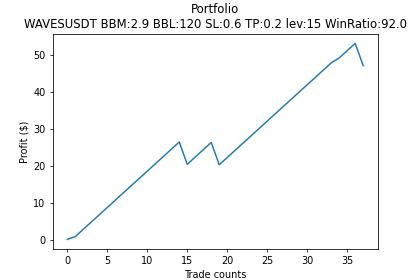 Portfolio
WAVESUSDT BBM:2.9 BBL:120 SL:0.6 TP:0.2 lev:15 WinRatio:92.0
Profit ($)
50
40
30
20
10
0
0 5 10 15 20 25 30 35
Trade counts